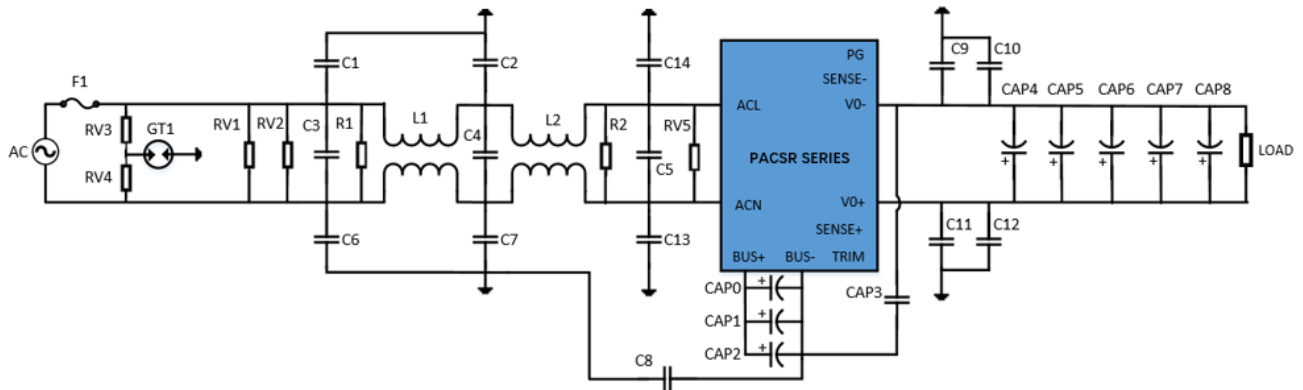 F1
AC
RV3
RV4
GT1
RV1
RV2
C1
C3
R1
C6
L1
C2
C4
C7
L2
R2
C14
C5
C13
RV5
PG
SENSE-
ACL
V0-
PACSR SERIES
ACN
V0+
SENSE+
BUS+ BUS- TRIM
CAP0
CAP1
CAP2
C8
CAP3
C9
C10
C11
C12
CAP4
CAP5
CAP6
CAP7
CAP8
+
+
+
+
+
+
+
+
LOAD